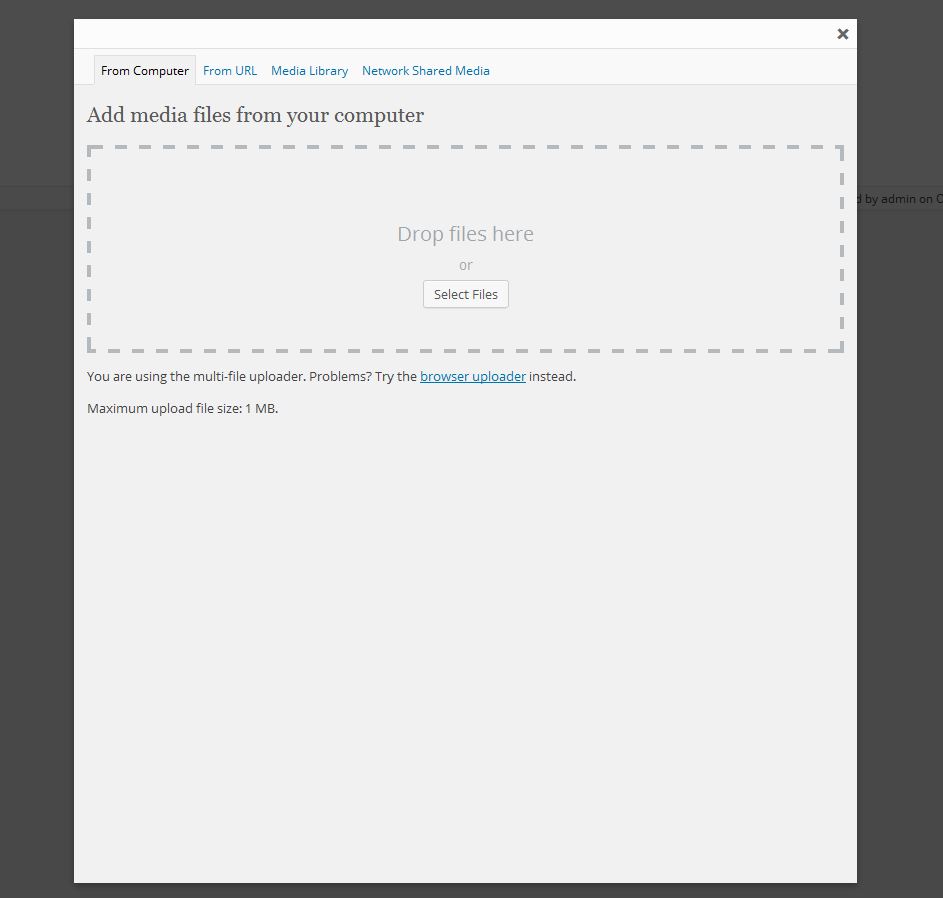 From Computer From URL Media Library Network Shared Media
Add media files from your computer
d by admin on
Drop files here
or
Select Files
You are using the multi-file uploader. Problems? Try the browser uploader instead.
Maximum upload file size: 1 MB.